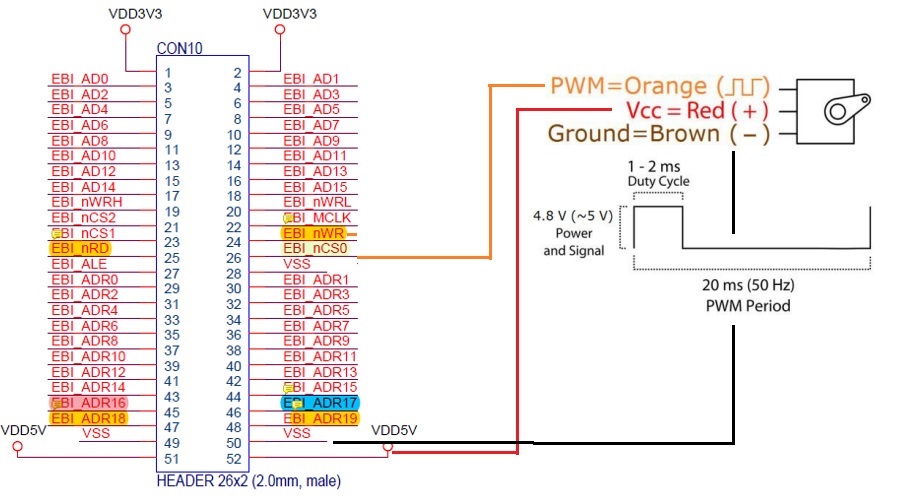 VDD3V3 VDD3V3
CON10
1 2
EBI_AD0 3 4 EBI_AD1
EBI_AD2 5 6 EBI_AD3
EBI_AD4 7 8 EBI_AD5
EBI_AD6 9 10 EBI_AD7
EBI_AD8 11 12 EBI_AD9
EBI_AD10 13 14 EBI_AD11
EBI_AD12 15 16 EBI_AD13
EBI_AD14 17 18 EBI_AD15
EBI_nWRH 19 20 EBI_nWRL
EBI_nCS2 21 22 EBI_MCLK
EBI_nCS1 23 24 EBI_nWR
EBI_nRD 25 26 EBI_nCS0
EBI_ALE 27 28 VSS
EBI_ADR0 29 30 EBI_ADR1
EBI_ADR2 31 32 EBI_ADR3
EBI_ADR4 33 34 EBI_ADR5
EBI_ADR6 35 36 EBI_ADR7
EBI_ADR8 37 38 EBI_ADR9
EBI_ADR10 39 40 EBI_ADR11
EBI_ADR12 41 42 EBI_ADR13
EBI_ADR14 43 44 EBI_ADR15
EBI_ADR16 45 46 EBI_ADR17
EBI_ADR18 47 48 EBI_ADR19
VSS 49 50 VSS
VDD5V 51 52 VDD5V
HEADER 26x2 (2.0mm, male)
PWM=Orange (
)
Vcc = Red ( + )
Ground=Brown ( − )
1 - 2 ms
Duty Cycle
4.8 V (~5 V)
Power
and Signal
20 ms (50 Hz)
PWM Period